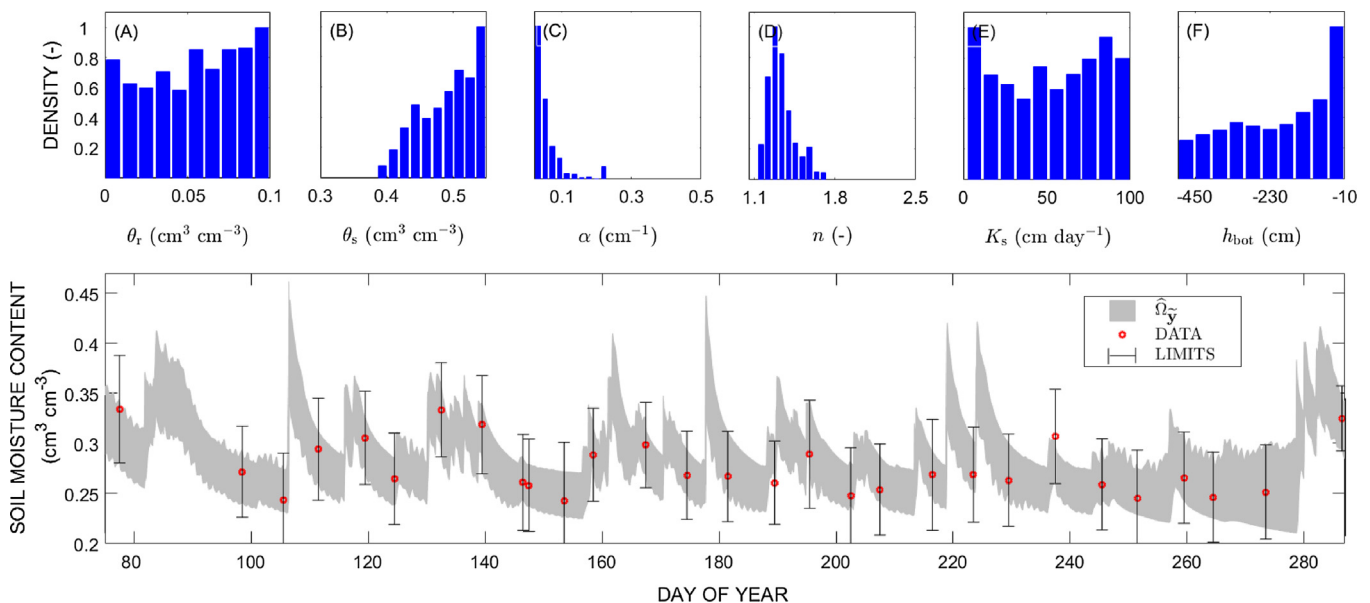 DENSITY (-)
1
0.8
0.6
0.4
0.2
(A)
0 0.05 0.1
θr (cm³ cm⁻³)
(B)
0.3 0.4 0.5
θs (cm³ cm⁻³)
(C)
0.1 0.3 0.5
α (cm⁻¹)
(D)
1.1 1.8 2.5
n (-)
(E)
0 50 100
Ks (cm day⁻¹)
(F)
-450 -230 -10
hbot (cm)
SOIL MOISTURE CONTENT
(cm³ cm⁻³)
0.45
0.4
0.35
0.3
0.25
0.2
Ω̂ỹ
DATA
LIMITS
80 100 120 140 160 180 200 220 240 260 280
DAY OF YEAR